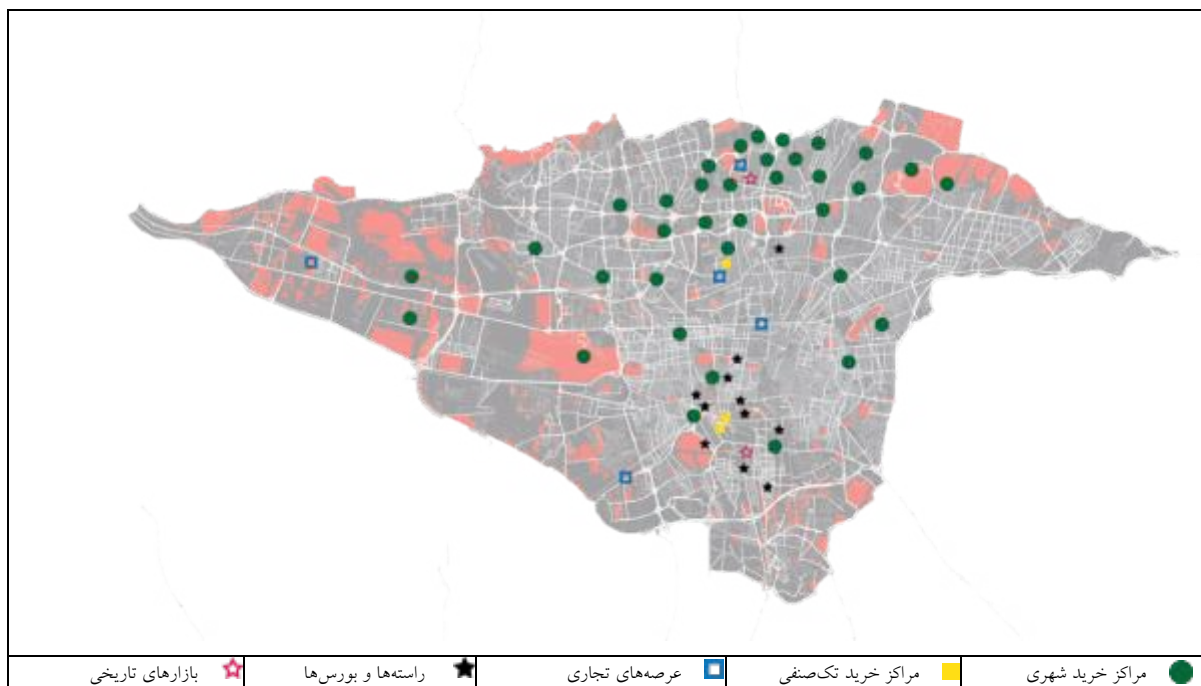 مراکز خرید شهری
مراکز خرید تک‌صنفی
عرصه‌های تجاری
راسته‌ها و بورس‌ها
بازارهای تاریخی